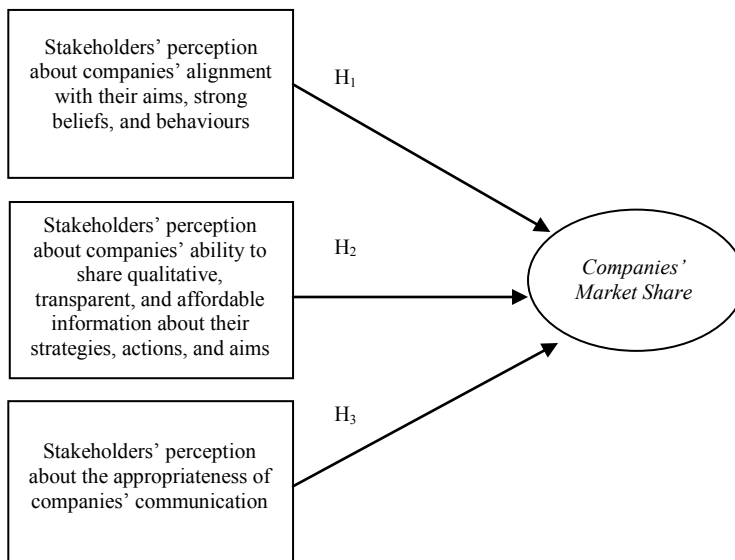 Stakeholders’ perception
about companies’ alignment
with their aims, strong
beliefs, and behaviours
H₁
Stakeholders’ perception
about companies’ ability to
share qualitative,
transparent, and affordable
information about their
strategies, actions, and aims
H₂
Companies’
Market Share
Stakeholders’ perception
about the appropriateness of
companies’ communication
H₃